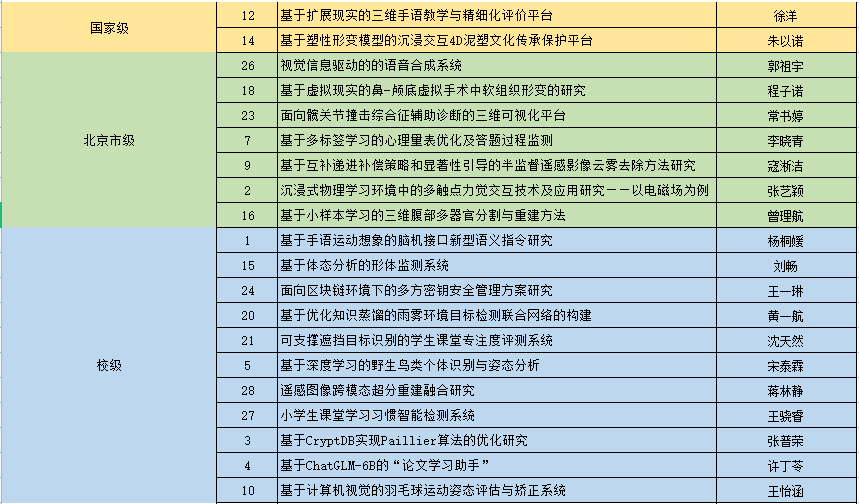 国家级
12 基于扩展现实的三维手语教学与精细化评价平台 徐洋
14 基于塑性形变模型的沉浸交互4D泥塑文化传承保护平台 朱以诺
北京市级
26 视觉信息驱动的的语音合成系统 郭祖宇
18 基于虚拟现实的鼻-颅底虚拟手术中软组织形变的研究 程子诺
23 面向髋关节撞击综合征辅助诊断的三维可视化平台 常书婷
7 基于多标签学习的心理量表优化及答题过程监测 李晓青
9 基于互补递进补偿策略和显著性引导的半监督遥感影像云雾去除方法研究 寇淅洁
2 沉浸式物理学习环境中的多触点力觉交互技术及应用研究——以电磁场为例 张艺颖
16 基于小样本学习的三维腹部多器官分割与重建方法 曾理航
校级
1 基于手语运动想象的脑机接口新型语义指令研究 杨桐媛
15 基于体态分析的形体监测系统 刘畅
24 面向区块链环境下的多方密钥安全管理方案研究 王一琳
20 基于优化知识蒸馏的雨雾环境目标检测联合网络的构建 黄一航
21 可支撑遮挡目标识别的学生课堂专注度评测系统 沈天然
5 基于深度学习的野生鸟类个体识别与姿态分析 宋泰霖
28 遥感图像跨模态超分重建融合研究 蒋林静
27 小学生课堂学习习惯智能检测系统 王骁睿
3 基于CryptDB实现Paillier算法的优化研究 张普荣
4 基于ChatGLM-6B的“论文学习助手” 许丁苓
10 基于计算机视觉的羽毛球运动姿态评估与矫正系统 王怡涵